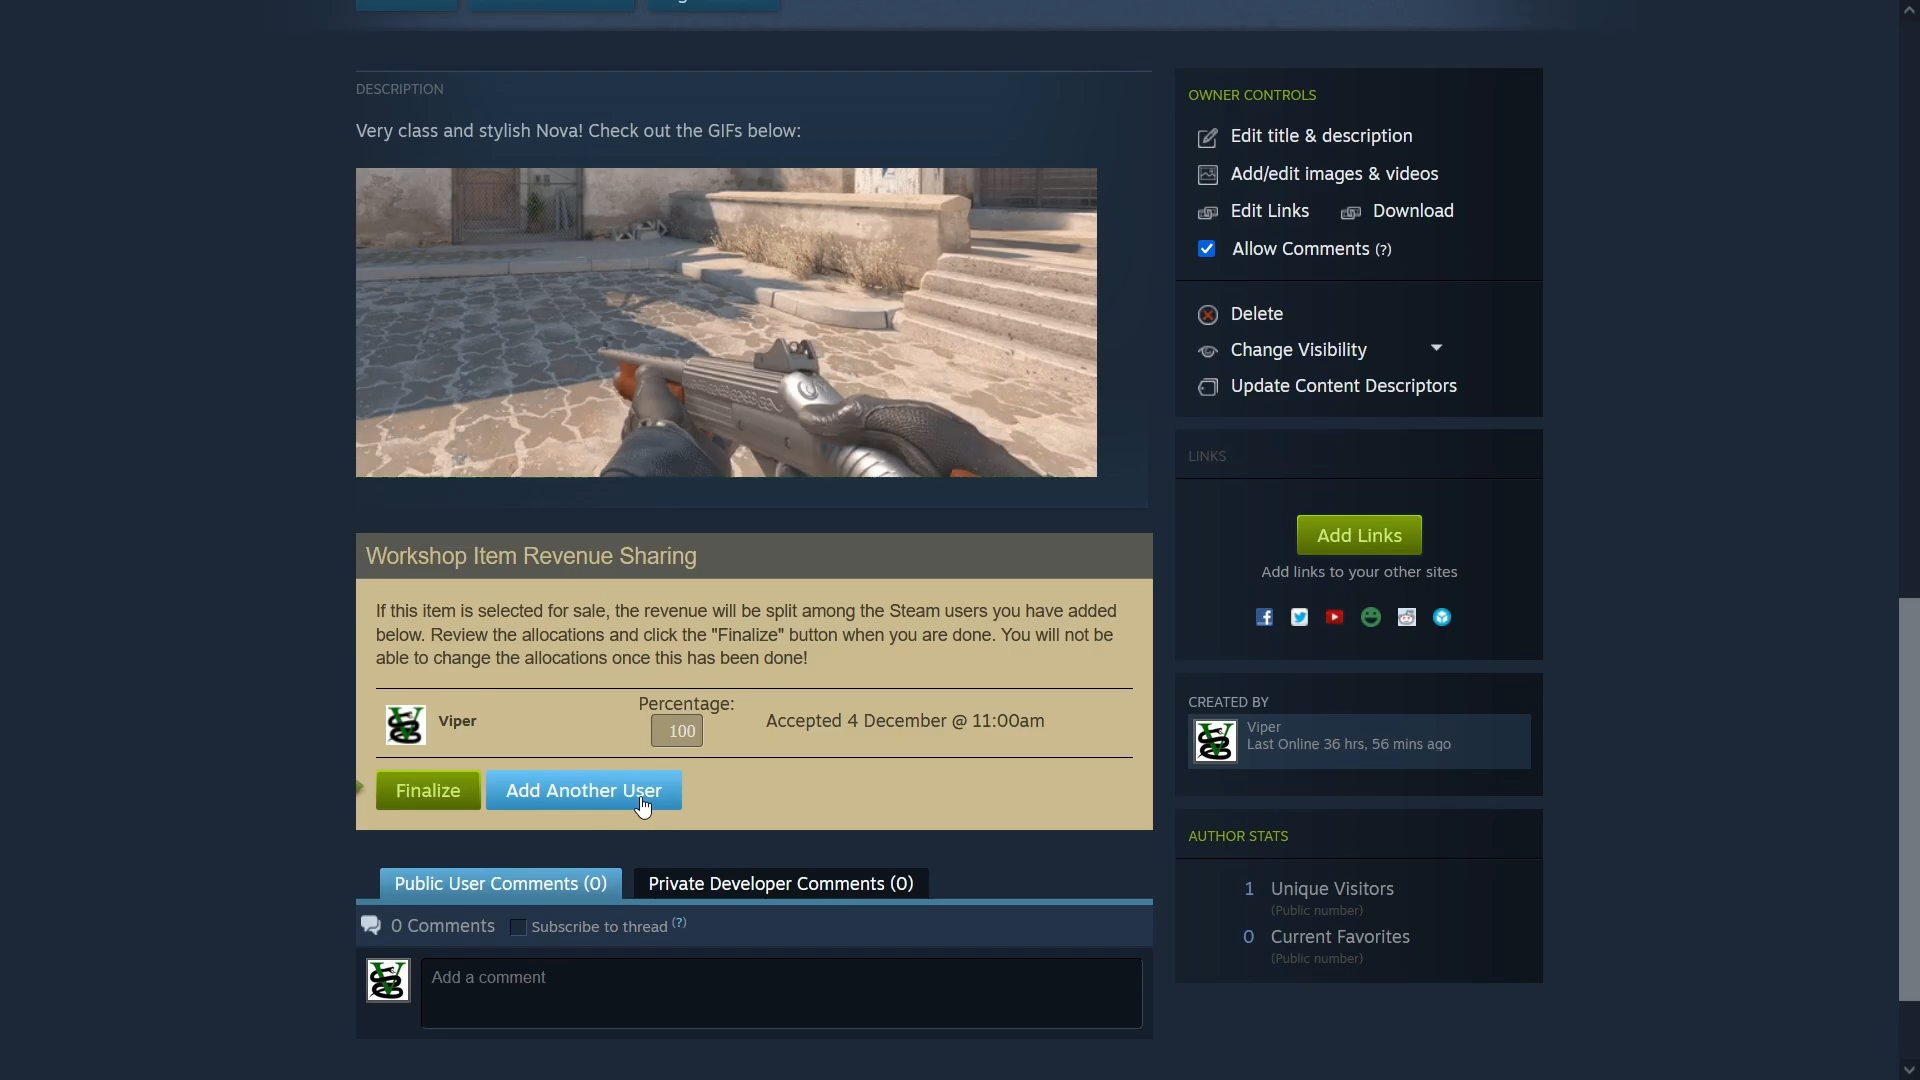 DESCRIPTION
Very class and stylish Nova! Check out the GIFs below:
Workshop Item Revenue Sharing
If this item is selected for sale, the revenue will be split among the Steam users you have added
below. Review the allocations and click the "Finalize" button when you are done. You will not be
able to change the allocations once this has been done!
Viper
Percentage:
100
Accepted 4 December @ 11:00am
Finalize
Add Another User
Public User Comments (0)
Private Developer Comments (0)
0 Comments
Subscribe to thread (?)
Add a comment
OWNER CONTROLS
Edit title & description
Add/edit images & videos
Edit Links
Download
Allow Comments (?)
Delete
Change Visibility
Update Content Descriptors
LINKS
Add Links
Add links to your other sites
CREATED BY
Viper
Last Online 36 hrs, 56 mins ago
AUTHOR STATS
1 Unique Visitors
(Public number)
0 Current Favorites
(Public number)